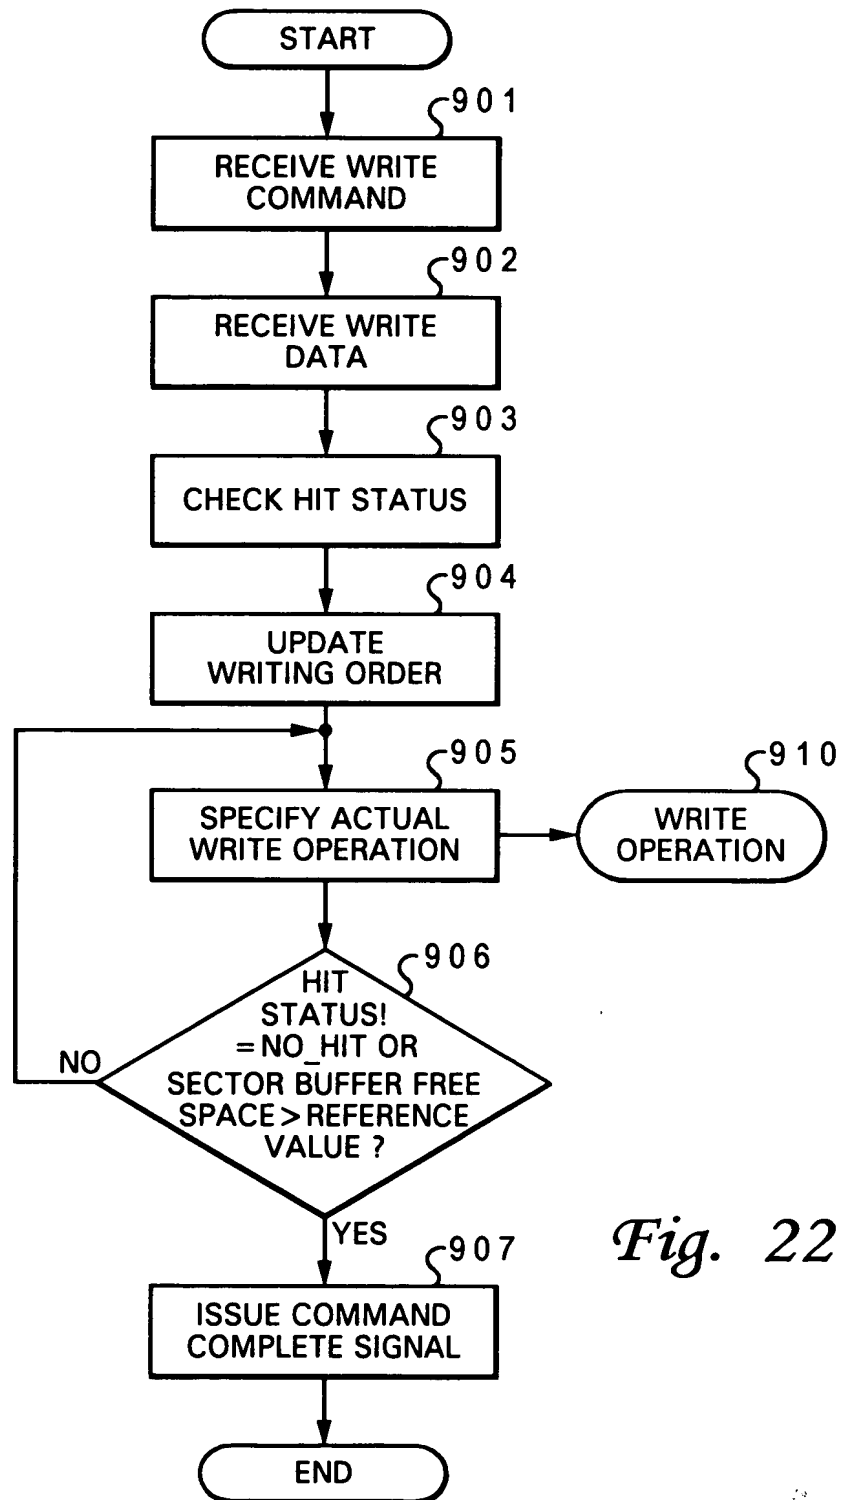 START
901
RECEIVE WRITE
COMMAND
902
RECEIVE WRITE
DATA
903
CHECK HIT STATUS
904
UPDATE
WRITING ORDER
905
SPECIFY ACTUAL
WRITE OPERATION
910
WRITE
OPERATION
906
HIT
STATUS!
=NO_HIT OR
SECTOR BUFFER FREE
SPACE>REFERENCE
VALUE ?
NO
YES
907
ISSUE COMMAND
COMPLETE SIGNAL
END
Fig. 22